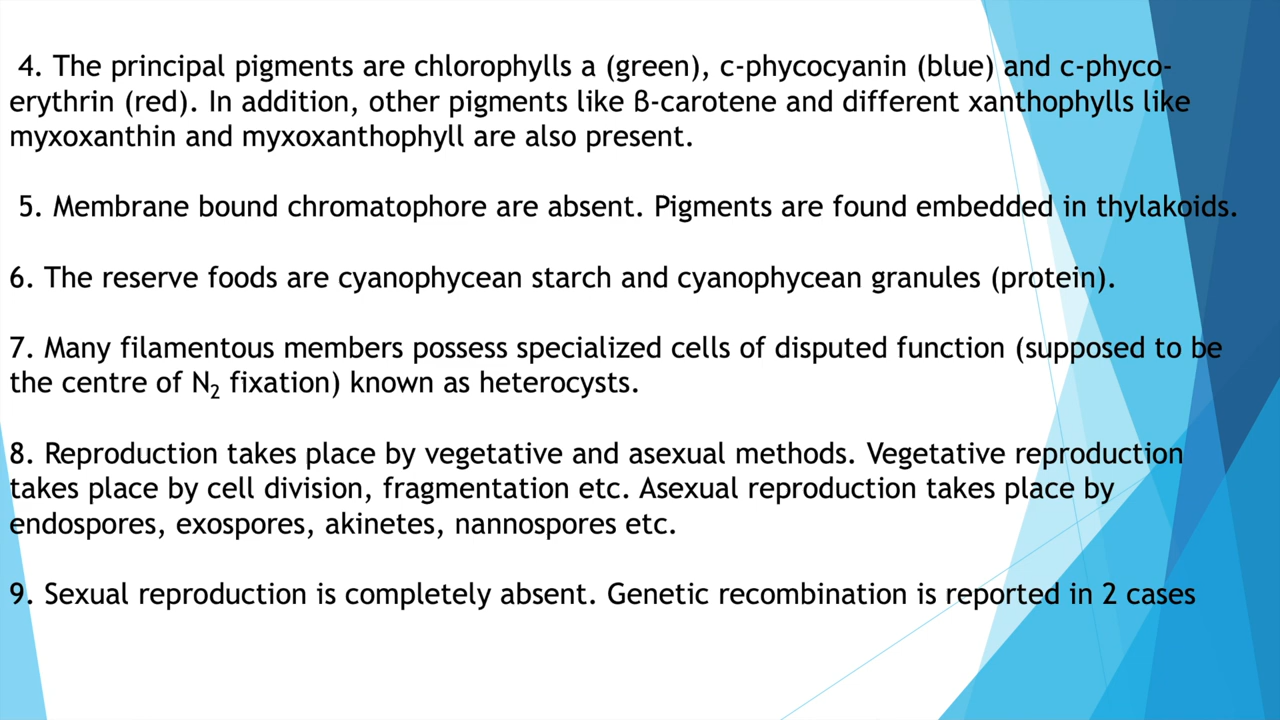 4. The principal pigments are chlorophylls a (green), c-phycocyanin (blue) and c-phyco-
erythrin (red). In addition, other pigments like ß-carotene and different xanthophylls like
myxoxanthin and myxoxanthophyll are also present.
5. Membrane bound chromatophore are absent. Pigments are found embedded in thylakoids.
6. The reserve foods are cyanophycean starch and cyanophycean granules (protein).
7. Many filamentous members possess specialized cells of disputed function (supposed to be
the centre of N₂ fixation) known as heterocysts.
8. Reproduction takes place by vegetative and asexual methods. Vegetative reproduction
takes place by cell division, fragmentation etc. Asexual reproduction takes place by
endospores, exospores, akinetes, nannospores etc.
9. Sexual reproduction is completely absent. Genetic recombination is reported in 2 cases